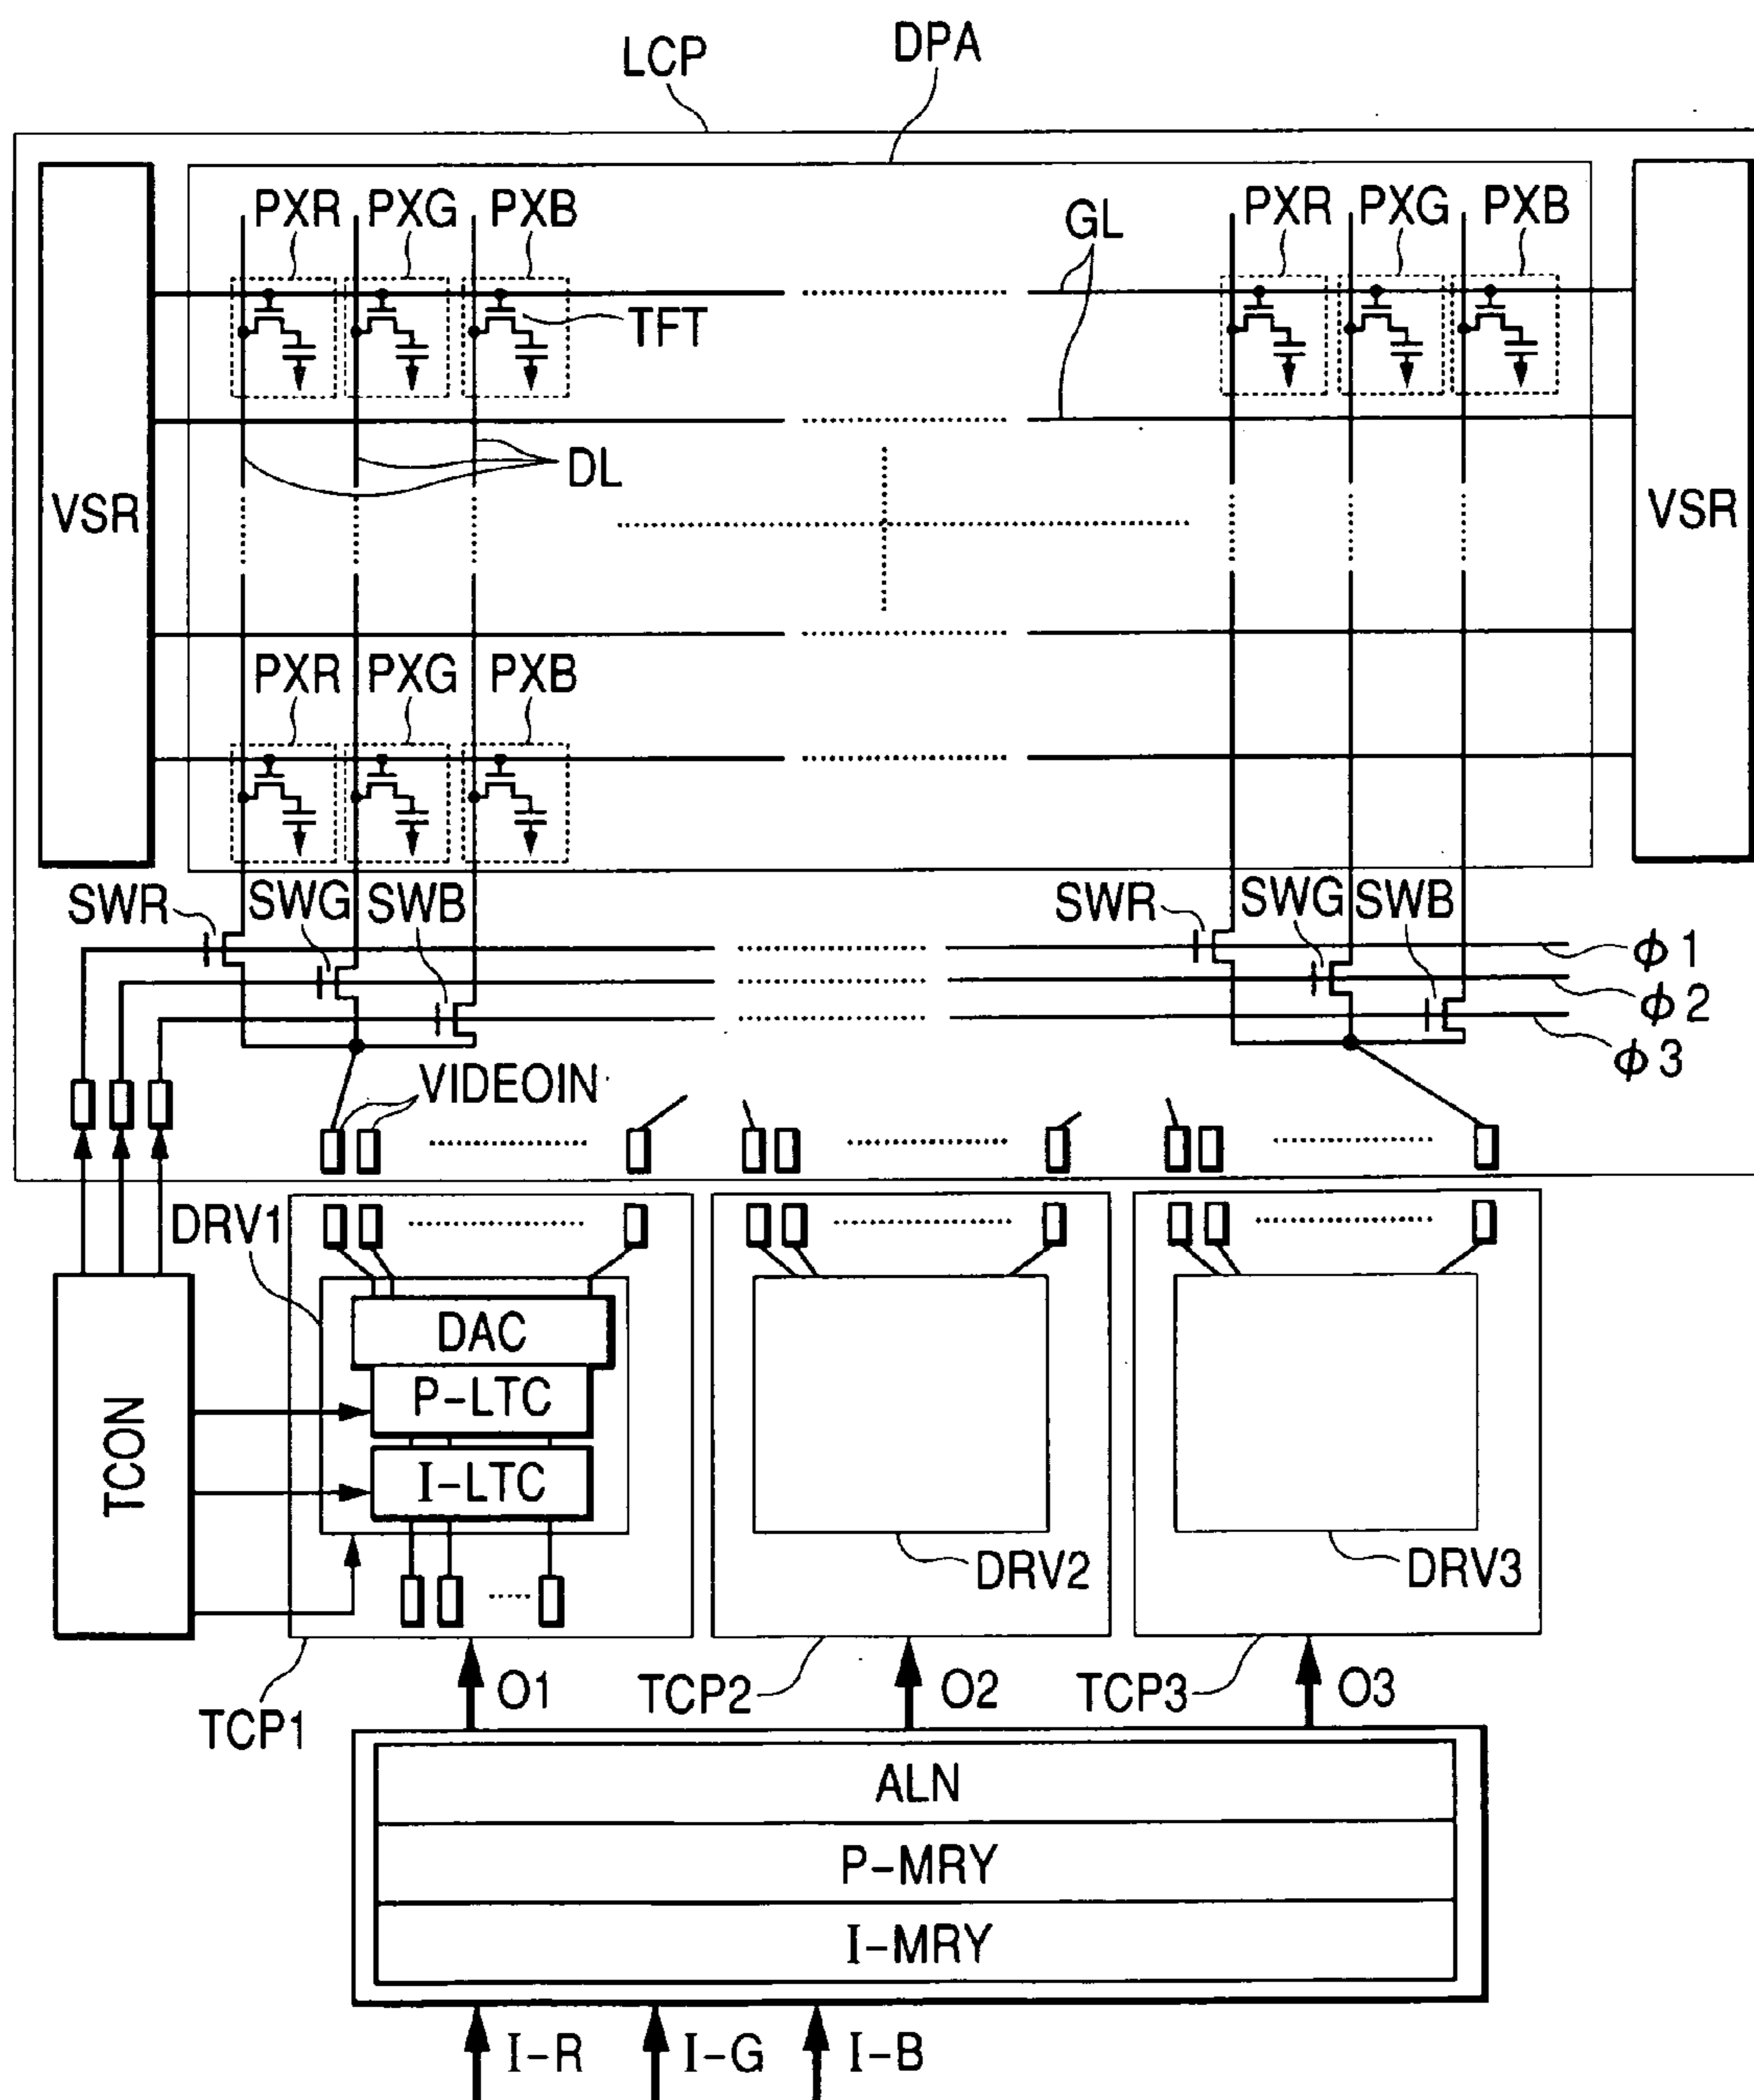 LCP DPA
PXR PXG PXB GL PXR PXG PXB
TFT
DL
VSR VSR
PXR PXG PXB
SWR SWG SWB SWR SWG SWB
ϕ1
ϕ2
ϕ3
VIDEOIN
DRV1
DAC
P-LTC
I-LTC
TCON
DRV2 DRV3
TCP1 O1 TCP2 O2 TCP3 O3
ALN
P-MRY
I-MRY
I-R I-G I-B